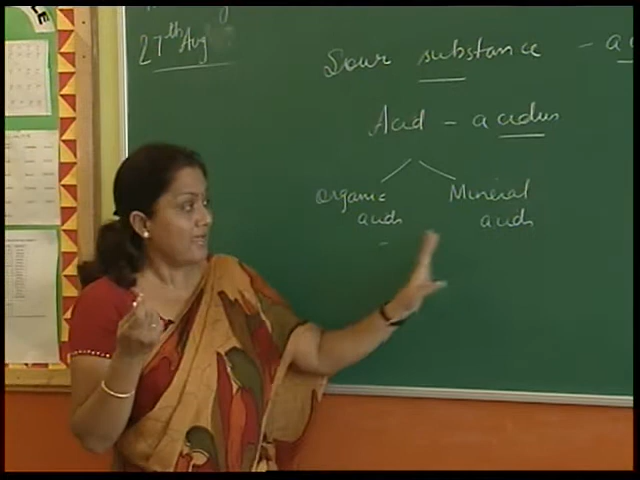 27th Aug
Sour substance - a
Acid - acidus
Organic Mineral
acids acids
-